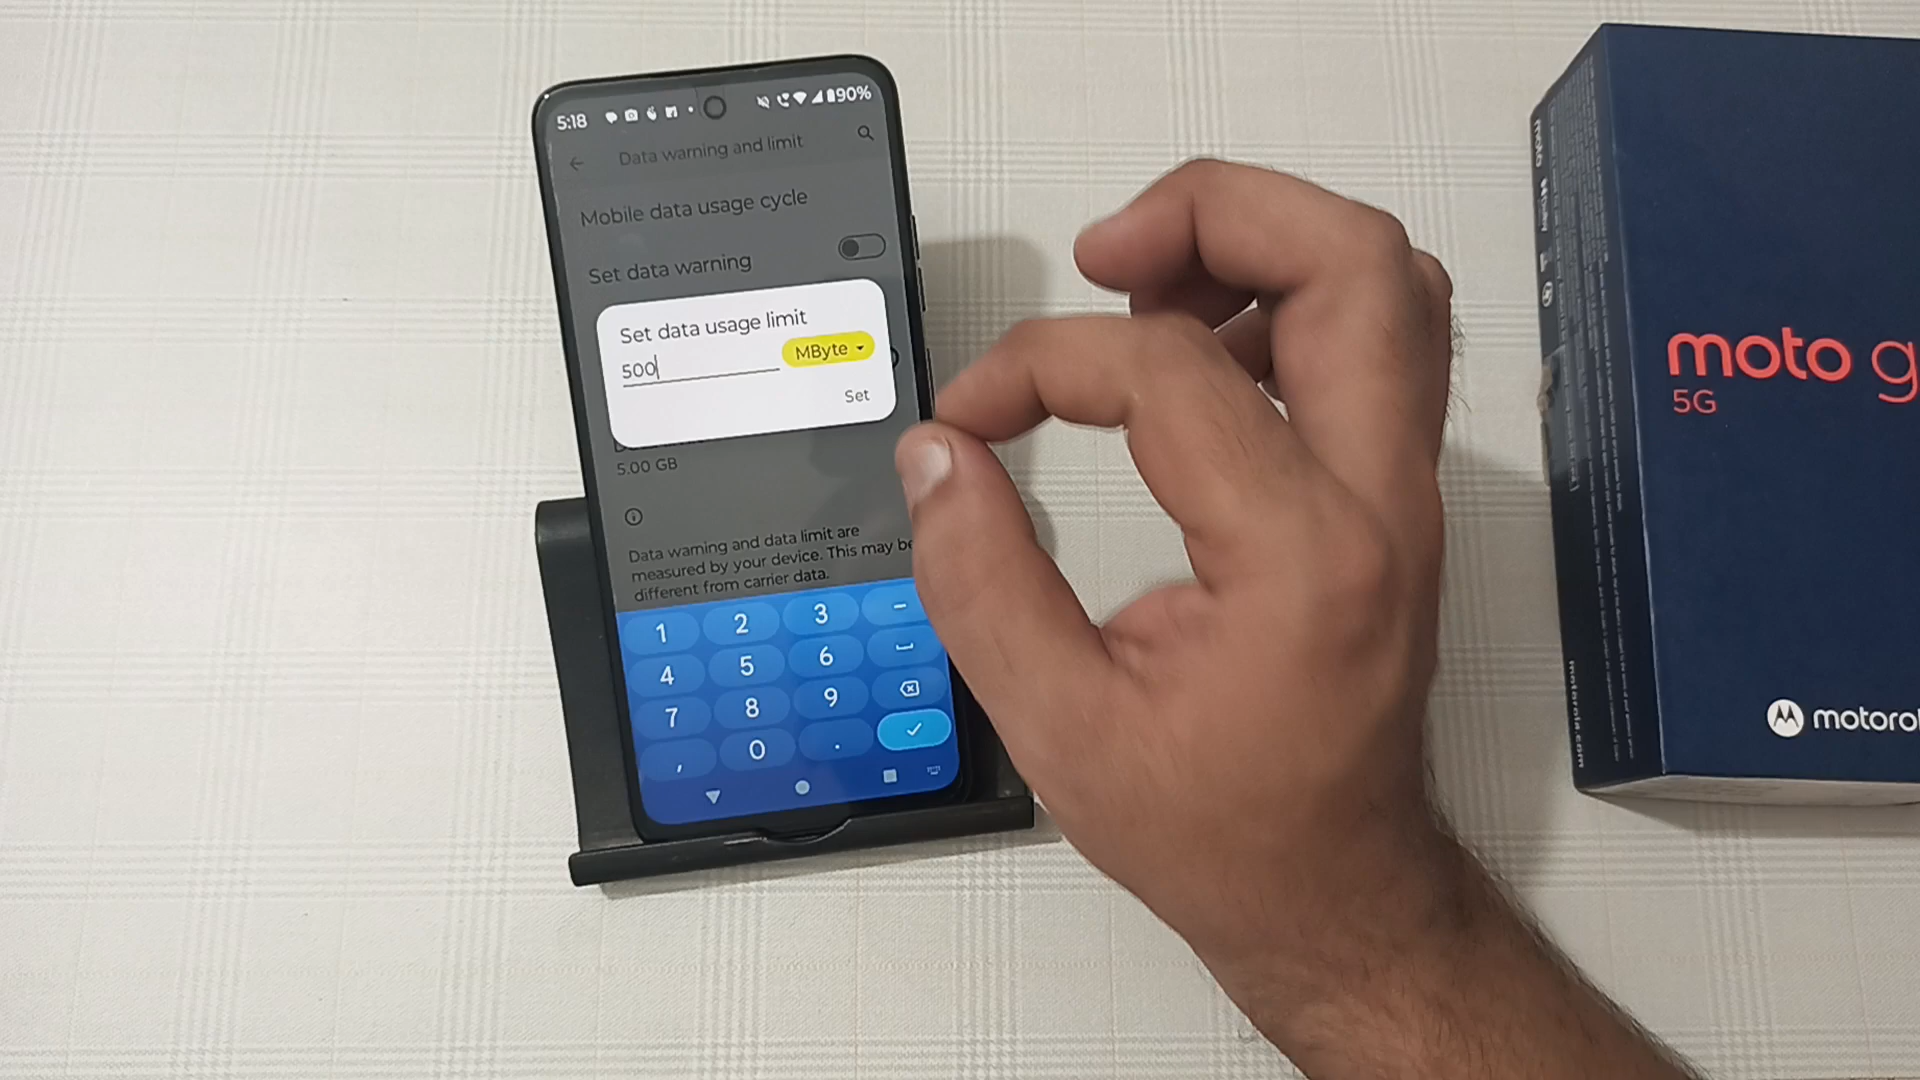 5:18
90%
Data warning and limit
Mobile data usage cycle
Set data warning
Set data usage limit
500
MByte
Set
5.00 GB
Data warning and data limit are
measured by your device. This may be
different from carrier data.
1 2 3 -
4 5 6
7 8 9
, 0 .
moto g
5G
motorol
moto
motorola.com